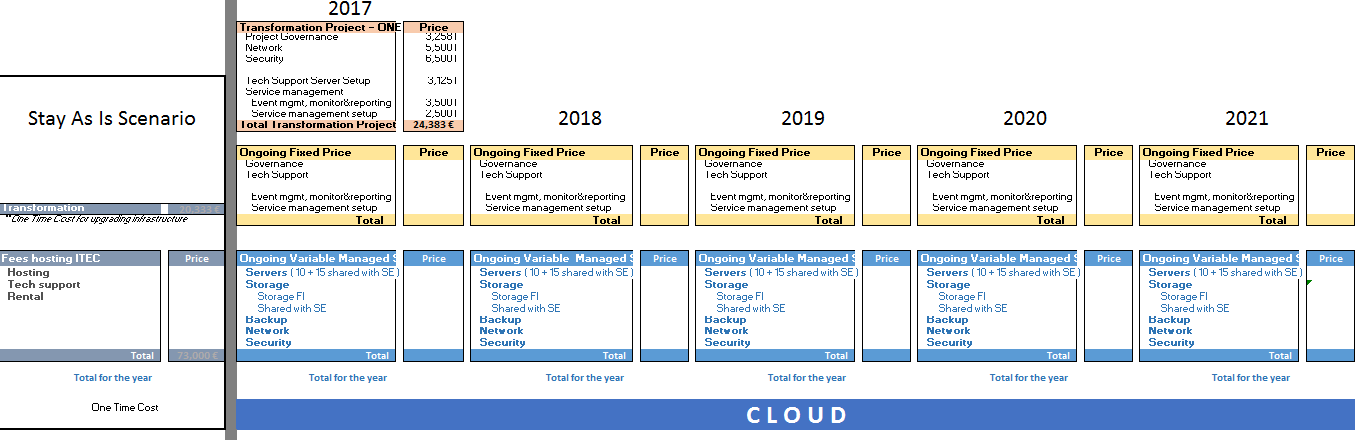 2017
Transformation Project – ONE Price
Project Governance 3,258
Network 5,500
Security 6,500
Tech Support Server Setup 3,125
Service management
Event mgmt, monitor&reporting 3,500
Service management setup 2,500
Total Transformation Project 24,383 €
Stay As Is Scenario
2018 2019 2020 2021
Ongoing Fixed Price Price Ongoing Fixed Price Price Ongoing Fixed Price Price Ongoing Fixed Price Price Ongoing Fixed Price Price
Governance Governance Governance Governance Governance
Tech Support Tech Support Tech Support Tech Support Tech Support
Event mgmt, monitor&reporting Event mgmt, monitor&reporting Event mgmt, monitor&reporting Event mgmt, monitor&reporting Event mgmt, monitor&reporting
Transformation
Service management setup Service management setup Service management setup Service management setup Service management setup
*One Time Cost for upgrading infrastructure Total Total Total Total Total
Fees hosting ITEC Price Ongoing Variable Managed S Price Ongoing Variable Managed S Price Ongoing Variable Managed S Price Ongoing Variable Managed S Price Ongoing Variable Managed S Price
Hosting Servers ( 10 + 15 shared with SE ) Servers ( 10 + 15 shared with SE ) Servers ( 10 + 15 shared with SE ) Servers ( 10 + 15 shared with SE ) Servers ( 10 + 15 shared with SE )
Tech support Storage Storage Storage Storage Storage
Rental Storage FI Storage FI Storage FI Storage FI Storage FI
Shared with SE Shared with SE Shared with SE Shared with SE Shared with SE
Backup Backup Backup Backup Backup
Network Network Network Network Network
Security Security Security Security Security
Total 73,000 € Total Total Total Total Total
Total for the year Total for the year Total for the year Total for the year Total for the year Total for the year
One Time Cost
CLOUD